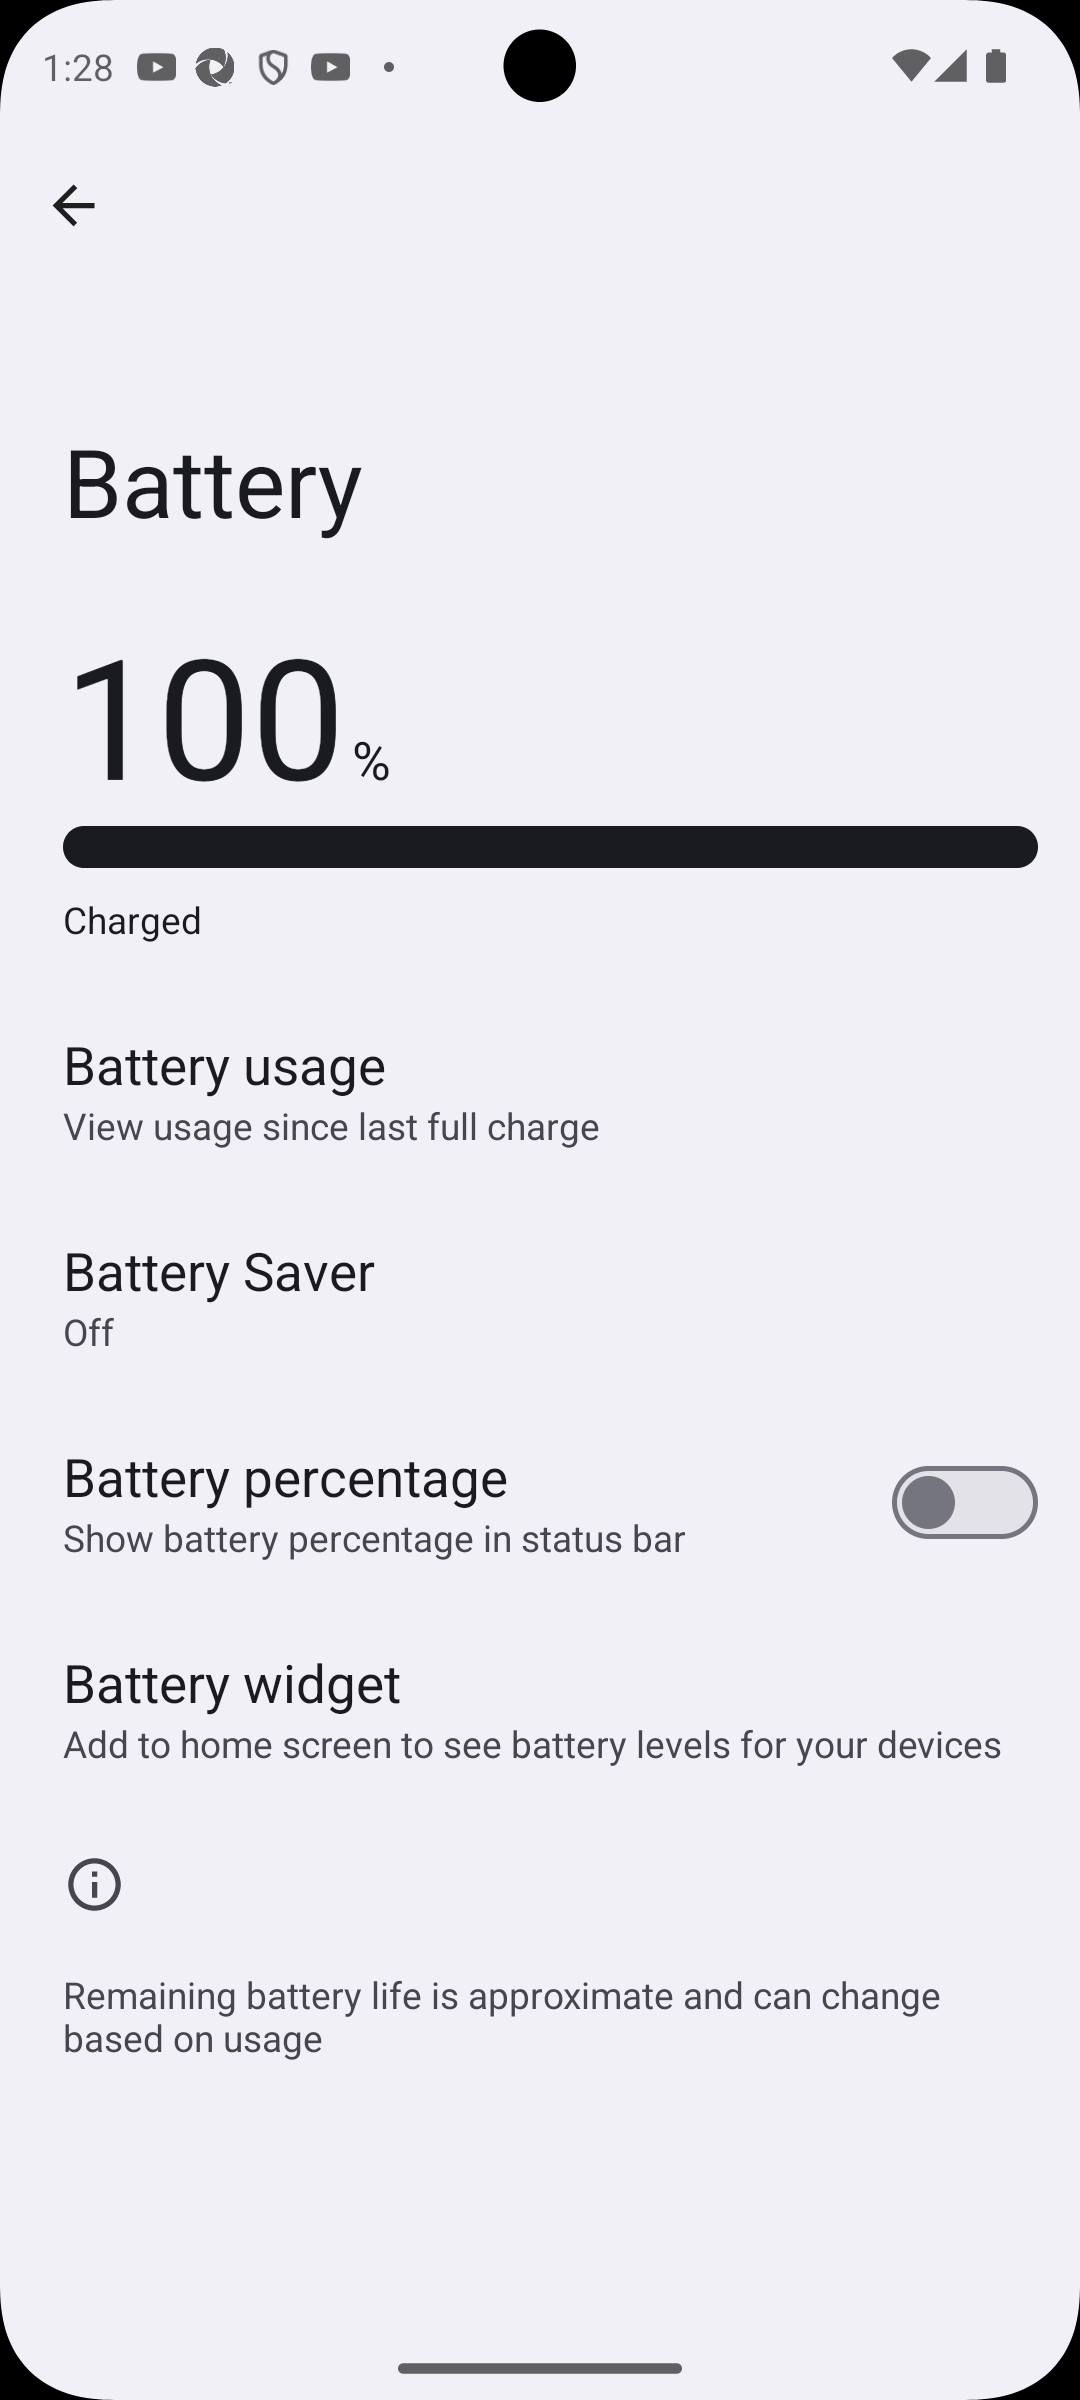 1:28
Battery
100 %
Charged
Battery usage
View usage since last full charge
Battery Saver
Off
Battery percentage
Show battery percentage in status bar
Battery widget
Add to home screen to see battery levels for your devices
Remaining battery life is approximate and can change
based on usage